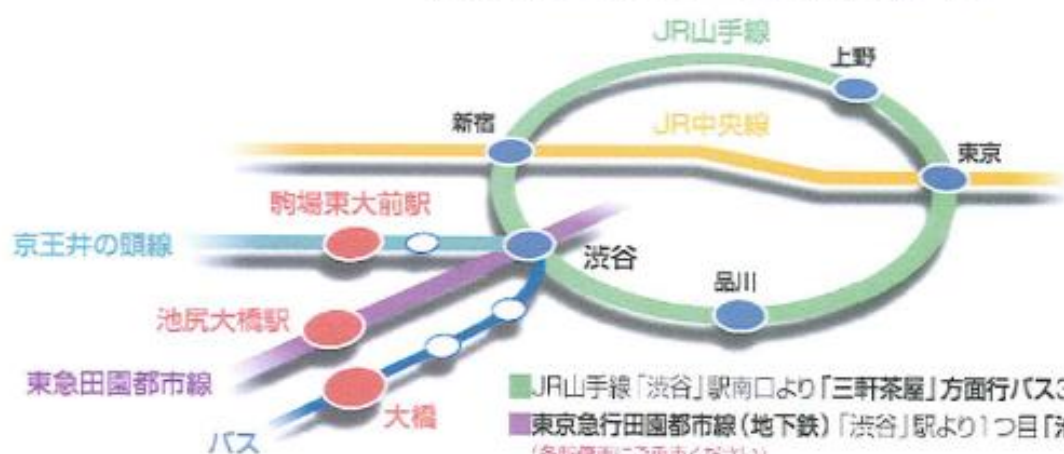 JR山手線
上野
新宿
JR中央線
東京
駒場東大前駅
京王井の頭線
渋谷
品川
池尻大橋駅
東急田園都市線
大橋
バス
■JR山手線「渋谷」駅南口より「三軒茶屋」方面行バス
■東京急行田園都市線(地下鉄)「渋谷」駅より1つ目「